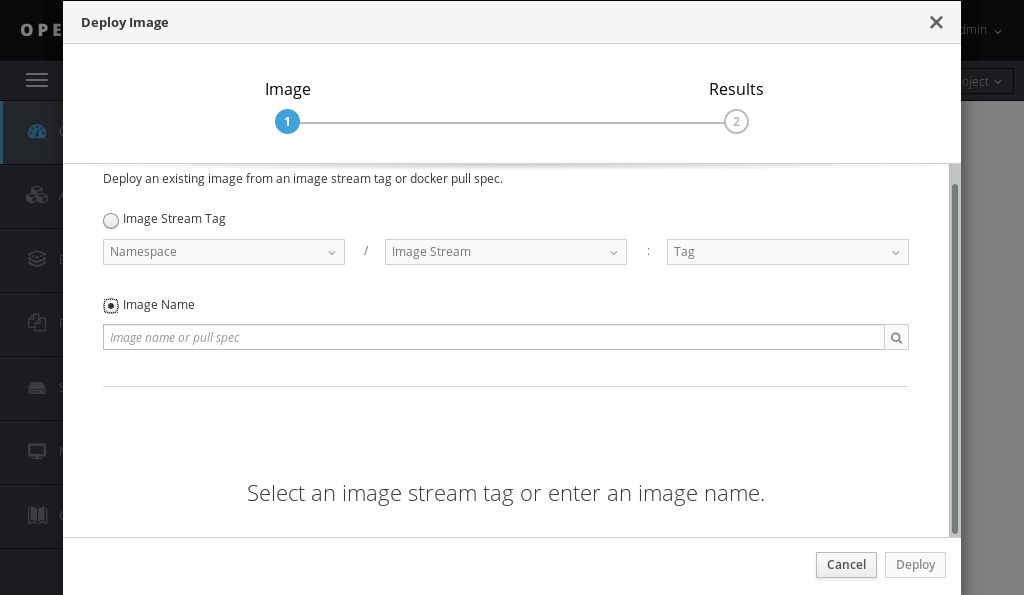 Deploy Image
OPE
dmin
oject
Image
Results
1
2
Deploy an existing image from an image stream tag or docker pull spec.
Image Stream Tag
Namespace / Image Stream : Tag
Image Name
Image name or pull spec
Select an image stream tag or enter an image name.
Cancel Deploy